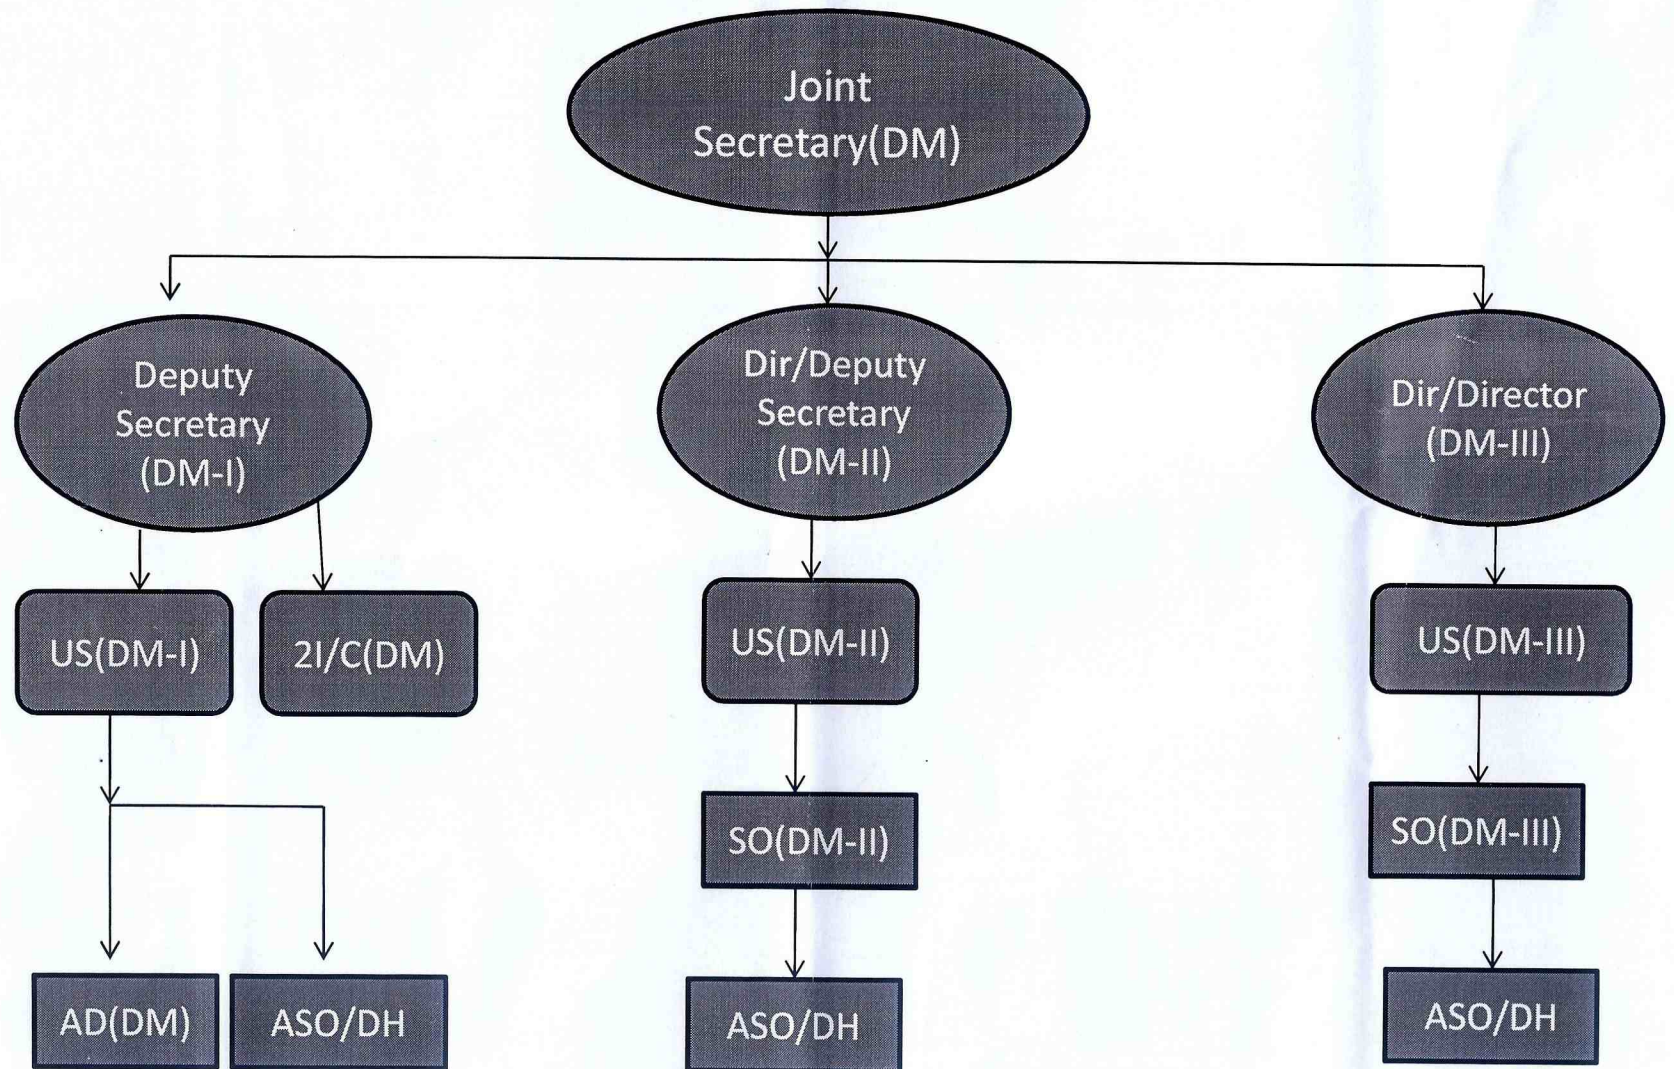 Joint
Secretary(DM)
Deputy
Secretary
(DM-I)
Dir/Deputy
Secretary
(DM-II)
Dir/Director
(DM-III)
US(DM-I)
2I/C(DM)
US(DM-II)
US(DM-III)
SO(DM-II)
SO(DM-III)
AD(DM)
ASO/DH
ASO/DH
ASO/DH